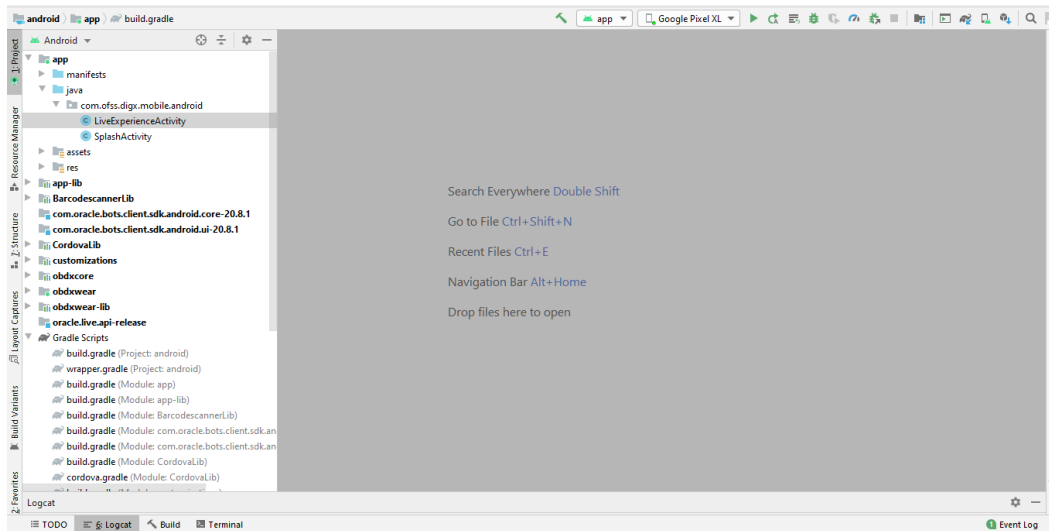 android app build.gradle
app Google Pixel XL
Android
app
manifests
java
com.ofss.digx.mobile.android
LiveExperienceActivity
SplashActivity
assets
res
app-lib
BarcodescannerLib
com.oracle.bots.client.sdk.android.core-20.8.1
com.oracle.bots.client.sdk.android.ui-20.8.1
CordovaLib
customizations
obdxcore
obdxwear
obdxwear-lib
oracle.live.api-release
Gradle Scripts
build.gradle (Project: android)
wrapper.gradle (Project: android)
build.gradle (Module: app)
build.gradle (Module: app-lib)
build.gradle (Module: BarcodescannerLib)
build.gradle (Module: com.oracle.bots.client.sdk.an
build.gradle (Module: com.oracle.bots.client.sdk.an
build.gradle (Module: CordovaLib)
cordova.gradle (Module: CordovaLib)
1: Project
Resource Manager
Z: Structure
Layout Captures
Build Variants
2: Favorites
Search Everywhere Double Shift
Go to File Ctrl+Shift+N
Recent Files Ctrl+E
Navigation Bar Alt+Home
Drop files here to open
Logcat
TODO 6: Logcat Build Terminal 1 Event Log